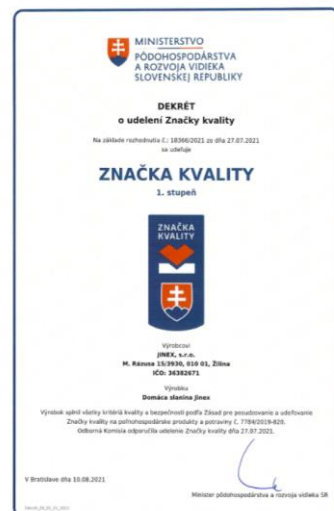 MINISTERSTVO
PÔDOHOSPODÁRSTVA
A ROZVOJA VIDIEKA
SLOVENSKEJ REPUBLIKY
DEKRÉT
o udelení Značky kvality
Na základe rozhodnutia č.: 18366/2021 zo dňa 27.07.2021
sa udeľuje
ZNAČKA KVALITY
1. stupeň
ZNAČKA
KVALITY
Výrobcovi
JINEX, s.r.o.
M. Rázusa 15/3930, 010 01, Žilina
IČO: 36382671
Výrobku
Domáca slanina Jinex
Výrobok splnil všetky kritériá kvality a bezpečnosti podľa Zásad pre posudzovanie a udeľovanie
Značky kvality na poľnohospodárske produkty a potraviny č. 7784/2019-820.
Odborná Komisia odporučila udelenie Značky kvality dňa 27.07.2021.
V Bratislave dňa 10.08.2021
Minister pôdohospodárstva a rozvoja vidieka SR